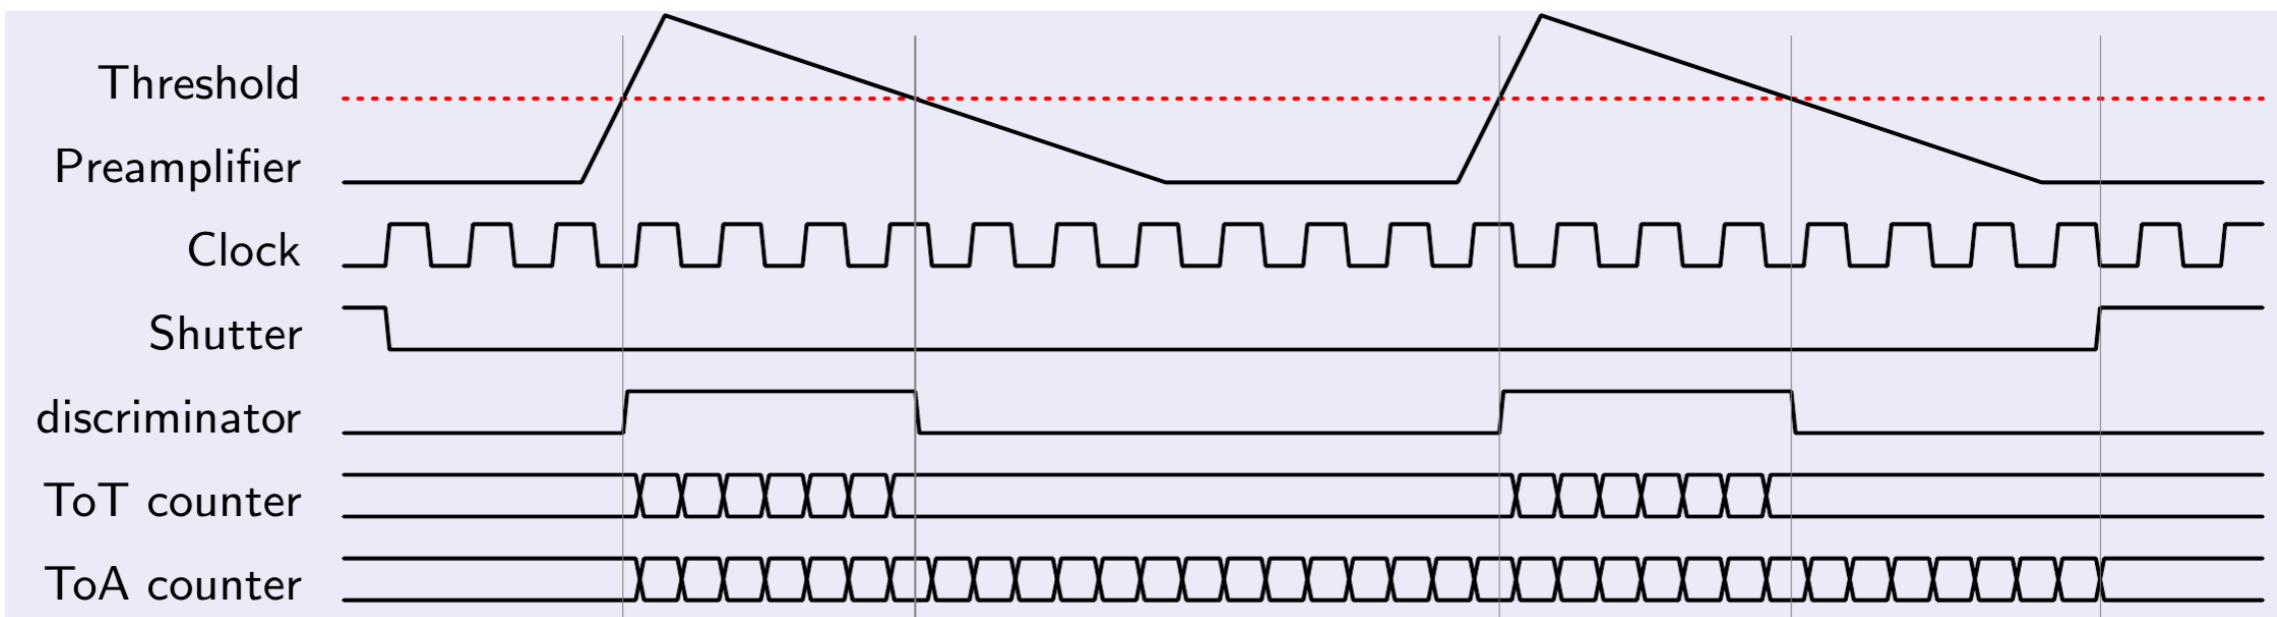 Threshold
Preamplifier
Clock
Shutter
discriminator
ToT counter
ToA counter